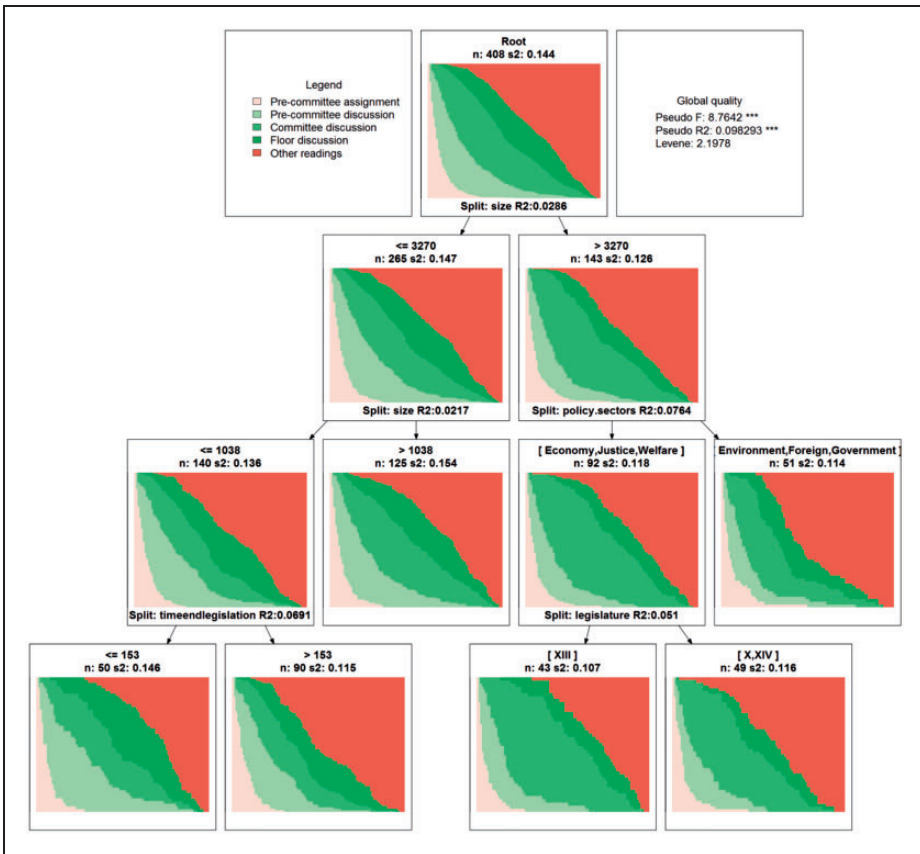 Legend
Pre-committee assignment
Pre-committee discussion
Committee discussion
Floor discussion
Other readings
Root
n: 408 s2: 0.144
Split: size R2:0.0286
Global quality
Pseudo F: 8.7642 ***
Pseudo R2: 0.098293 ***
Levene: 2.1978
<= 3270
n: 265 s2: 0.147
Split: size R2:0.0217
> 3270
n: 143 s2: 0.126
Split: policy.sectors R2:0.0764
<= 1038
n: 140 s2: 0.136
Split: timeendlegislation R2:0.0691
> 1038
n: 125 s2: 0.154
[ Economy,Justice,Welfare ]
n: 92 s2: 0.118
Split: legislature R2:0.051
Environment,Foreign,Government ]
n: 51 s2: 0.114
<= 153
n: 50 s2: 0.146
> 153
n: 90 s2: 0.115
[ XIII ]
n: 43 s2: 0.107
[ X,XIV ]
n: 49 s2: 0.116